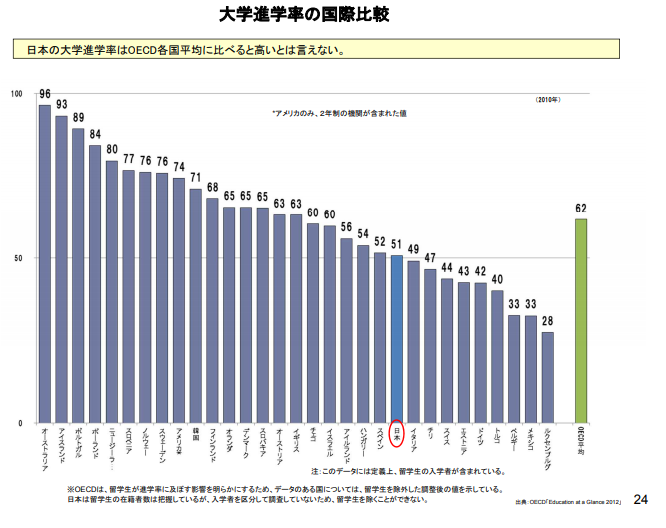 大学進学率の国際比較
日本の大学進学率はOECD各国平均に比べると高いとは言えない。
(2010年)
*アメリカのみ、2年制の機関が含まれた値
100
50
0
96
93
89
84
80
77
76
76
74
71
68
65
65
65
63
63
60
60
56
54
52
51
49
47
44
43
42
40
33
33
28
62
オーストラリア
アイスランド
ポルトガル
ポーランド
ニュージーラ…
スロベニア
ノルウェー
スウェーデン
アメリカ*
韓国
フィンランド
オランダ
デンマーク
スロバキア
オーストリア
イギリス
チェコ
イスラエル
アイルランド
ハンガリー
スペイン
日本
イタリア
チリ
スイス
エストニア
ドイツ
トルコ
ベルギー
メキシコ
ルクセンブルグ
OECD平均
注：このデータには定義上、留学生の入学者が含まれている。
※OECDは、留学生が進学率に及ぼす影響を明らかにするため、データのある国については、留学生を除外した調整後の値を示している。
日本は留学生の在籍者数は把握しているが、入学者を区分して調査していないため、留学生を除くことができない。
出典：OECD「Education at a Glance 2012」
24